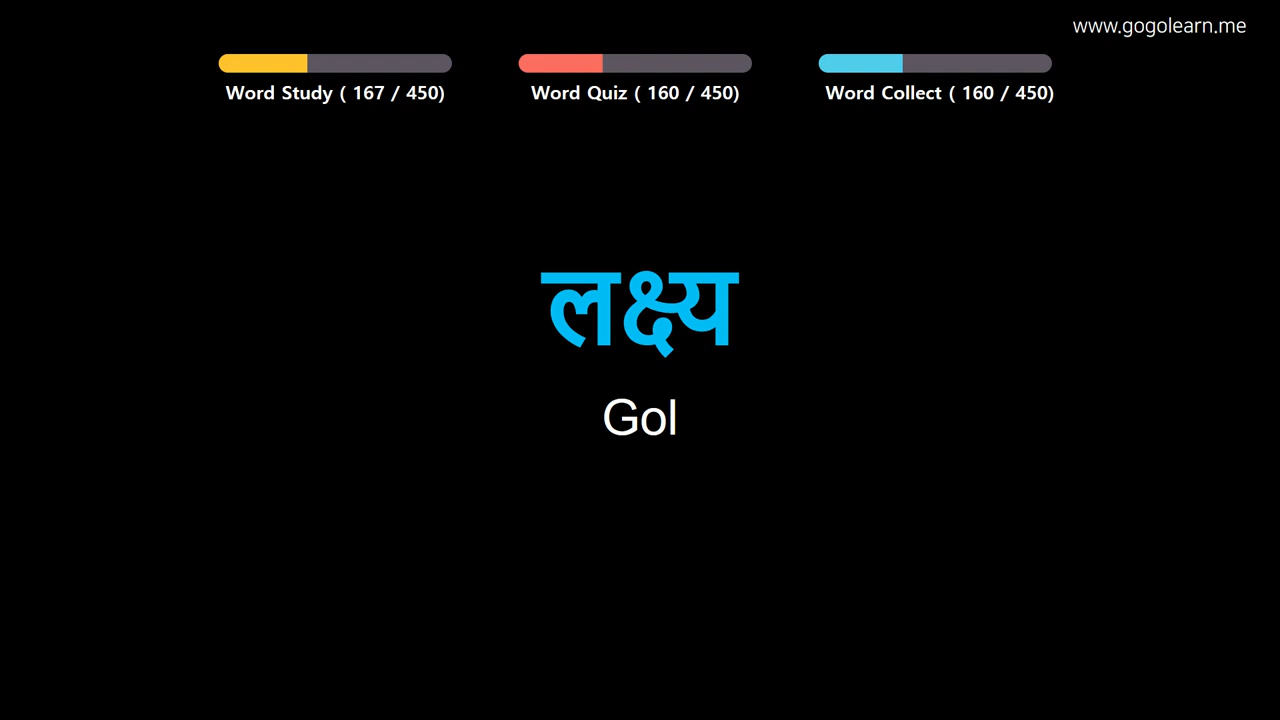 www.gogolearn.me
Word Study ( 167 / 450)
Word Quiz ( 160 / 450)
Word Collect ( 160 / 450)
लक्ष्य
Gol